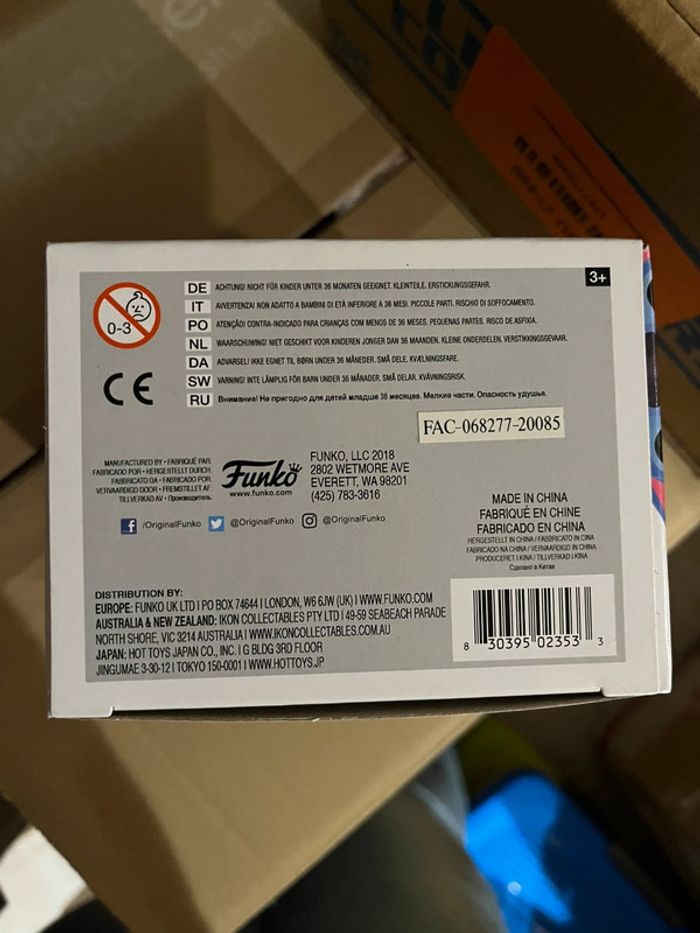 3+
0-3
DE ACHTUNG! NICHT FÜR KINDER UNTER 36 MONATEN GEEIGNET. KLEINTEILE. ERSTICKUNGSGEFAHR.
IT AVVERTENZA! NON ADATTO A BAMBINI DI ETÀ INFERIORE A 36 MESI. PICCOLE PARTI. RISCHIO DI SOFFOCAMENTO.
PO ATENÇÃO! CONTRA-INDICADO PARA CRIANÇAS COM MENOS DE 36 MESES. PEQUENAS PARTES. RISCO DE ASFIXIA.
NL WAARSCHUWING! NIET GESCHIKT VOOR KINDEREN JONGER DAN 36 MAANDEN. KLEINE ONDERDELEN. VERSTIKKINGSGEVAAR.
DA ADVARSEL! IKKE EGNET TIL BØRN UNDER 36 MÅNEDER. SMÅ DELE. KVÆLNINGSFARE.
SW VARNING! INTE LÄMPLIG FÖR BARN UNDER 36 MÅNADER. SMÅ DELAR. KVÄVNINGSRISK.
RU Внимание! Не пригодно для детей младше 36 месяцев. Мелкие части. Опасность удушья.
CE
FAC-068277-20085
MANUFACTURED BY • FABRIQUÉ PAR
FABRICADO POR • HERGESTELLT DURCH
FABBRICATO DA • FABRICADO POR
VERVAARDIGD DOOR • FREMSTILLET AF
TILLVERKAD AV • Производитель
Funko
www.funko.com
FUNKO, LLC 2018
2802 WETMORE AVE
EVERETT, WA 98201
(425) 783-3616
/OriginalFunko @OriginalFunko @OriginalFunko
MADE IN CHINA
FABRIQUÉ EN CHINE
FABRICADO EN CHINA
HERGESTELLT IN CHINA / FABBRICATO IN CINA
FABRICADO NA CHINA / VERVAARDIGD IN CHINA
PRODUCERET I KINA / TILLVERKAD I KINA
Сделано в Китае
DISTRIBUTION BY:
EUROPE: FUNKO UK LTD I PO BOX 74644 I LONDON, W6 6JW (UK) I WWW.FUNKO.COM
AUSTRALIA & NEW ZEALAND: IKON COLLECTABLES PTY LTD I 49-59 SEABEACH PARADE
NORTH SHORE, VIC 3214 AUSTRALIA I WWW.IKONCOLLECTABLES.COM.AU
JAPAN: HOT TOYS JAPAN CO., INC. I G BLDG 3RD FLOOR
JINGUMAE 3-30-12 I TOKYO 150-0001 I WWW.HOTTOYS.JP
8 30395 02353 3